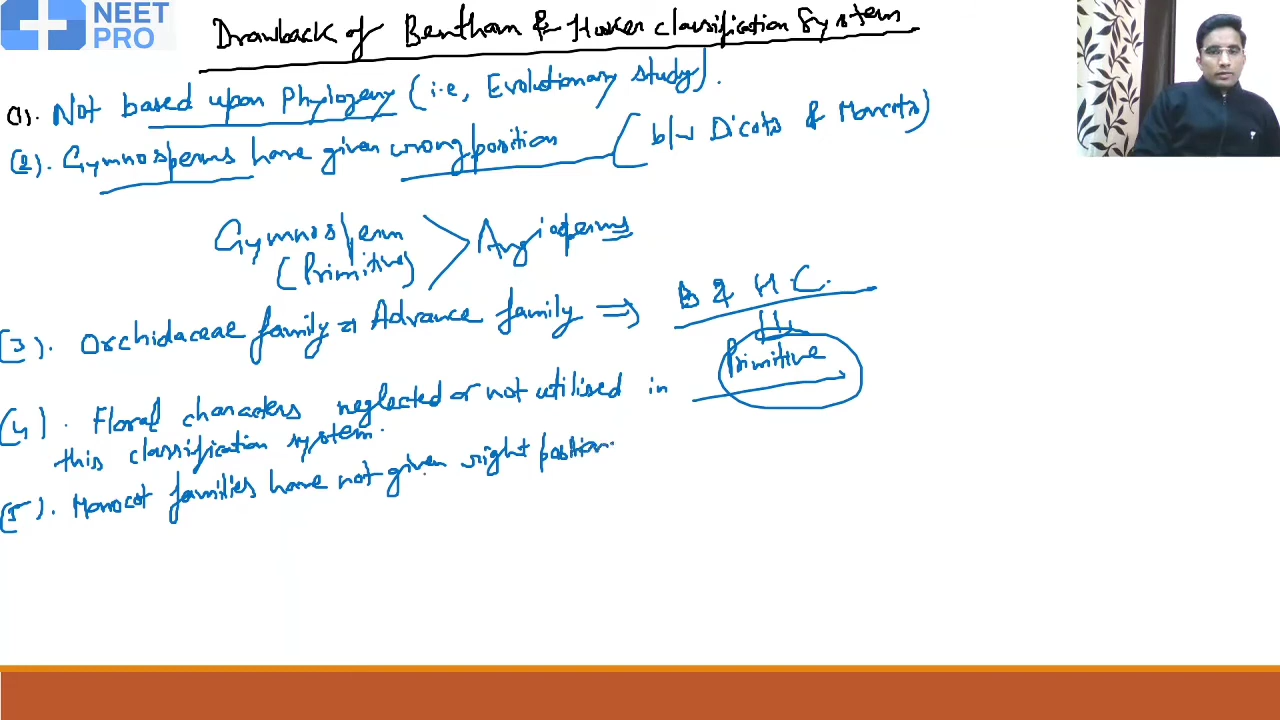 NEET
PRO
Drawback of Bentham & Hooker classification System
(1). Not based upon Phylogeny (i.e, Evolutionary study).
(2). Gymnosperms have given wrong position ( b/w Dicots & Monocots)
Gymnosperm > Angiosperms
(Primitive)
(3). Orchidaceae family → Advance family ⇒ B & H C.
Primitive
(4). Floral characters neglected or not utilised in
this classification system.
(5). Monocot families have not given right position.